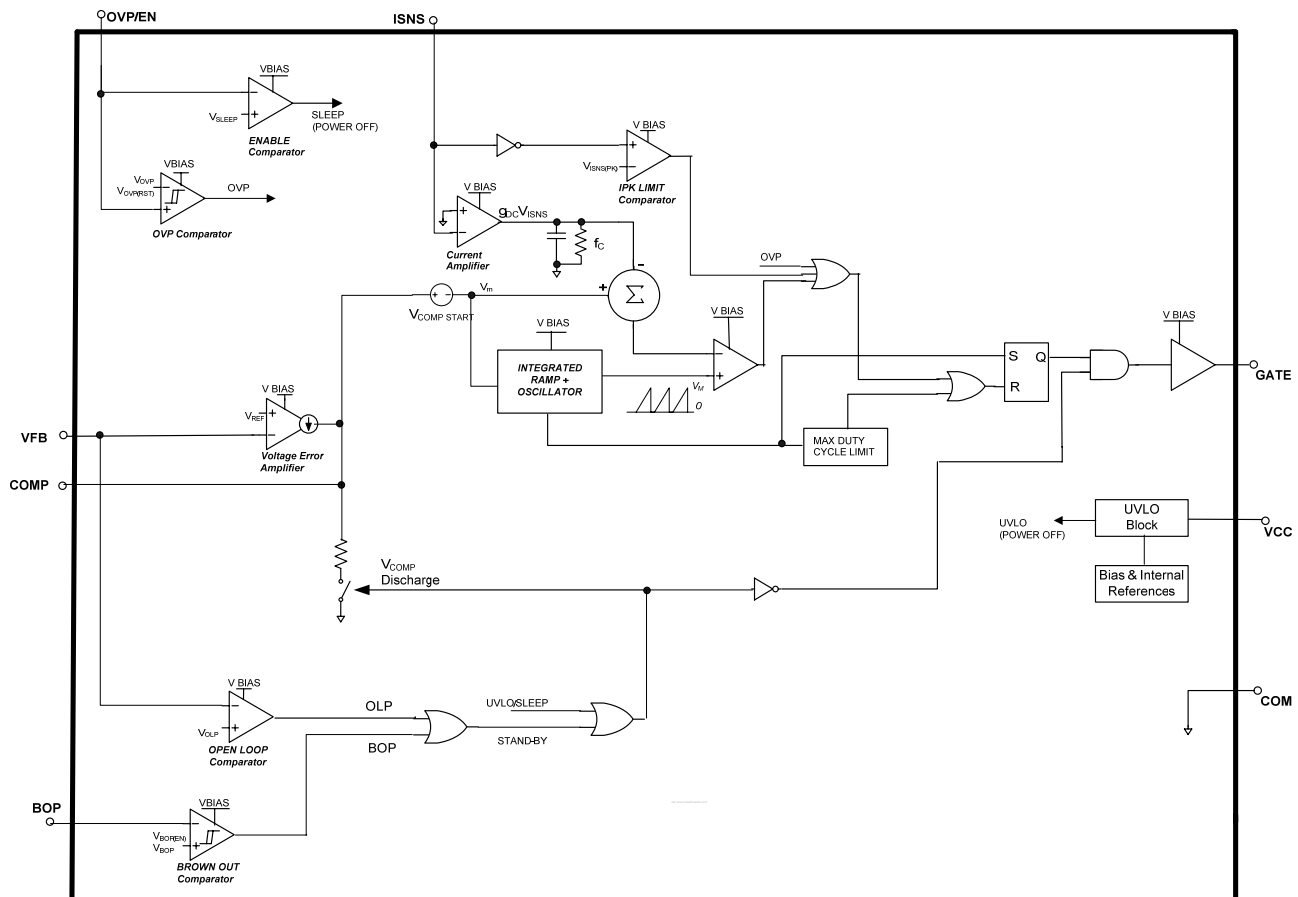 OVP/EN
ISNS
VBIAS
VSLEEP
SLEEP
(POWER OFF)
ENABLE
Comparator
VBIAS
VOVP
VOVP(RST)
OVP
OVP Comparator
V BIAS
VISNS(PK)
IPK LIMIT
Comparator
V BIAS
gDCVISNS
fC
Current
Amplifier
-
+
Σ
Vm
VCOMP START
OVP
V BIAS
INTEGRATED
RAMP +
OSCILLATOR
V BIAS
VM
0
S
Q
R
V BIAS
GATE
MAX DUTY
CYCLE LIMIT
V BIAS
VREF
VFB
Voltage Error
Amplifier
COMP
UVLO
(POWER OFF)
UVLO
Block
VCC
Bias & Internal
References
VCOMP
Discharge
V BIAS
VOLP
OPEN LOOP
Comparator
OLP
BOP
UVLO/SLEEP
STAND-BY
COM
BOP
VBIAS
VBOR(EN)
VBOP
BROWN OUT
Comparator